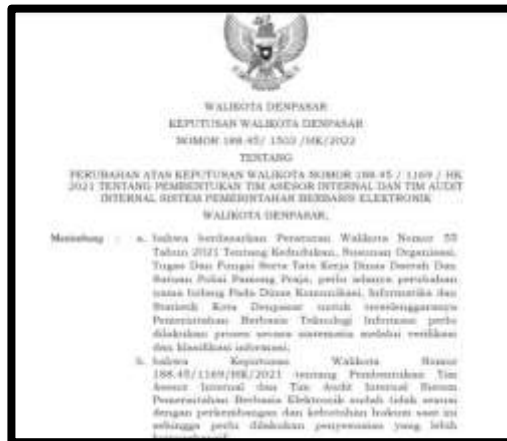 WALIKOTA DENPASAR
KEPUTUSAN WALIKOTA DENPASAR
NOMOR 188.45/ 1503 /HK/2022
TENTANG
PERUBAHAN ATAS KEPUTUSAN WALIKOTA NOMOR 188.45 / 1169 / HK
2021 TENTANG PEMBENTUKAN TIM ASESOR INTERNAL DAN TIM AUDIT
INTERNAL SISTEM PEMERINTAHAN BERBASIS ELEKTRONIK
WALIKOTA DENPASAR,
Menimbang : a. bahwa berdasarkan Peraturan Walikota Nomor 55
Tahun 2021 Tentang Kedudukan, Susunan Organisasi,
Tugas Dan Fungsi Serta Tata Kerja Dinas Daerah Dan
Satuan Polisi Pamong Praja, perlu adanya perubahan
nama bidang Pada Dinas Komunikasi, Informatika dan
Statistik Kota Denpasar untuk terselenggaranya
Pemerintahan Berbasis Teknologi Informasi perlu
dilakukan proses secara sistematis melalui verifikasi
dan klasifikasi informasi.
b. bahwa Keputusan Walikota Nomor
188.45/1169/HK/2021 tentang Pembentukan Tim
Asesor Internal dan Tim Audit Internal Sistem
Pemerintahan Berbasis Elektronik sudah tidak sesuai
dengan perkembangan dan kebutuhan hukum saat ini
sehingga perlu dilakukan penyesuaian yang lebih